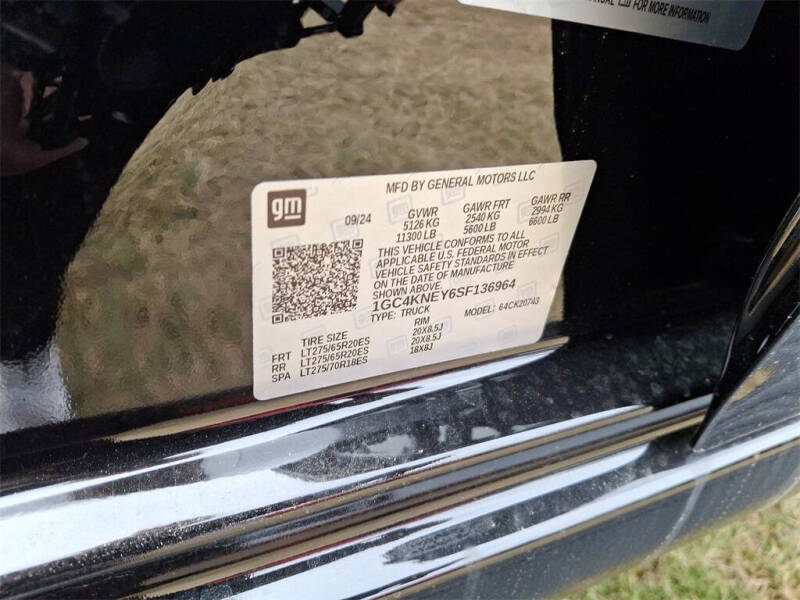 MANUAL FOR MORE INFORMATION
gm
MFD BY GENERAL MOTORS LLC
09/24 GVWR GAWR FRT GAWR RR
5126 KG 2540 KG 2994 KG
11300 LB 5600 LB 6600 LB
THIS VEHICLE CONFORMS TO ALL
APPLICABLE U.S. FEDERAL MOTOR
VEHICLE SAFETY STANDARDS IN EFFECT
ON THE DATE OF MANUFACTURE
SHOWN ABOVE.
1GC4KNEY6SF136964
TYPE: TRUCK MODEL: 64CK20743
TIRE SIZE RIM
FRT LT275/65R20ES 20X8.5J
RR LT275/65R20ES 20X8.5J
SPA LT275/70R18ES 18X8J